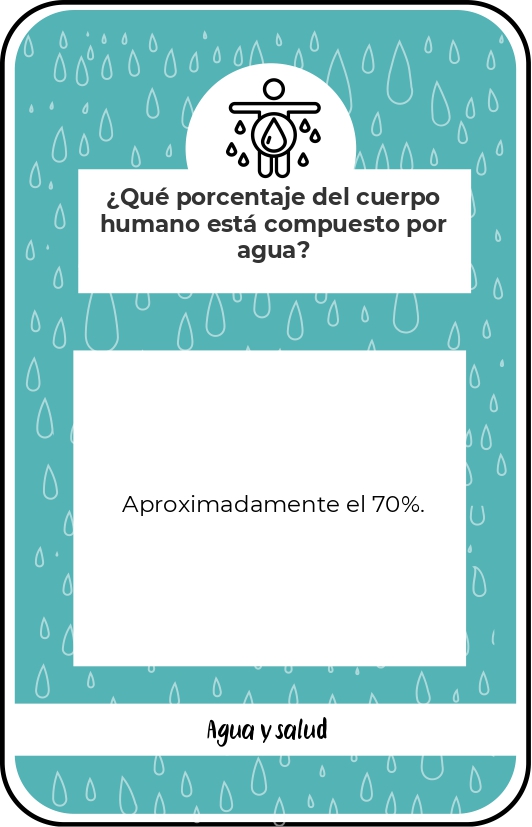 ¿Qué porcentaje del cuerpo
humano está compuesto por
agua?
Aproximadamente el 70%.
Agua y salud